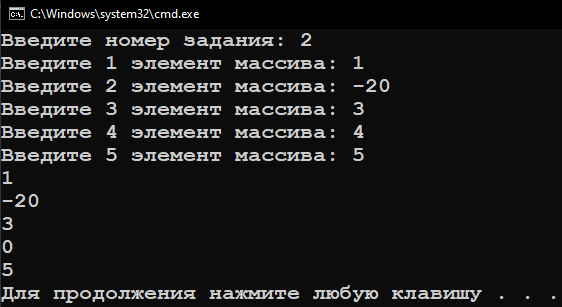 C:\Windows\system32\cmd.exe
Введите номер задания: 2
Введите 1 элемент массива: 1
Введите 2 элемент массива: -20
Введите 3 элемент массива: 3
Введите 4 элемент массива: 4
Введите 5 элемент массива: 5
1
-20
3
0
5
Для продолжения нажмите любую клавишу . . .